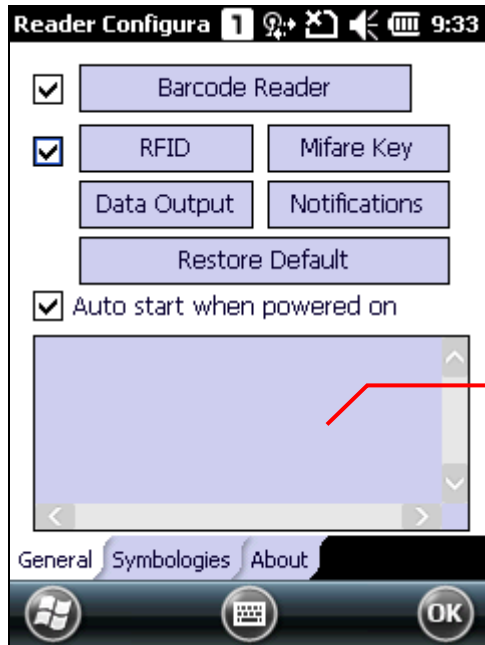 Reader Configura 1 9:33
Barcode Reader
RFID Mifare Key
Data Output Notifications
Restore Default
Auto start when powered on
General Symbologies About
OK